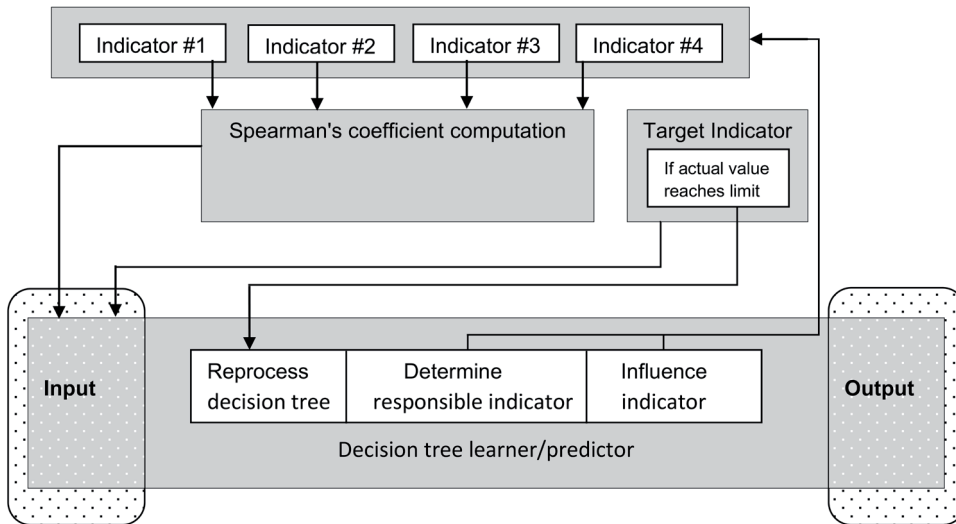 Indicator #1
Indicator #2
Indicator #3
Indicator #4
Spearman's coefficient computation
Target Indicator
If actual value
reaches limit
Input
Reprocess
decision tree
Determine
responsible indicator
Influence
indicator
Output
Decision tree learner/predictor